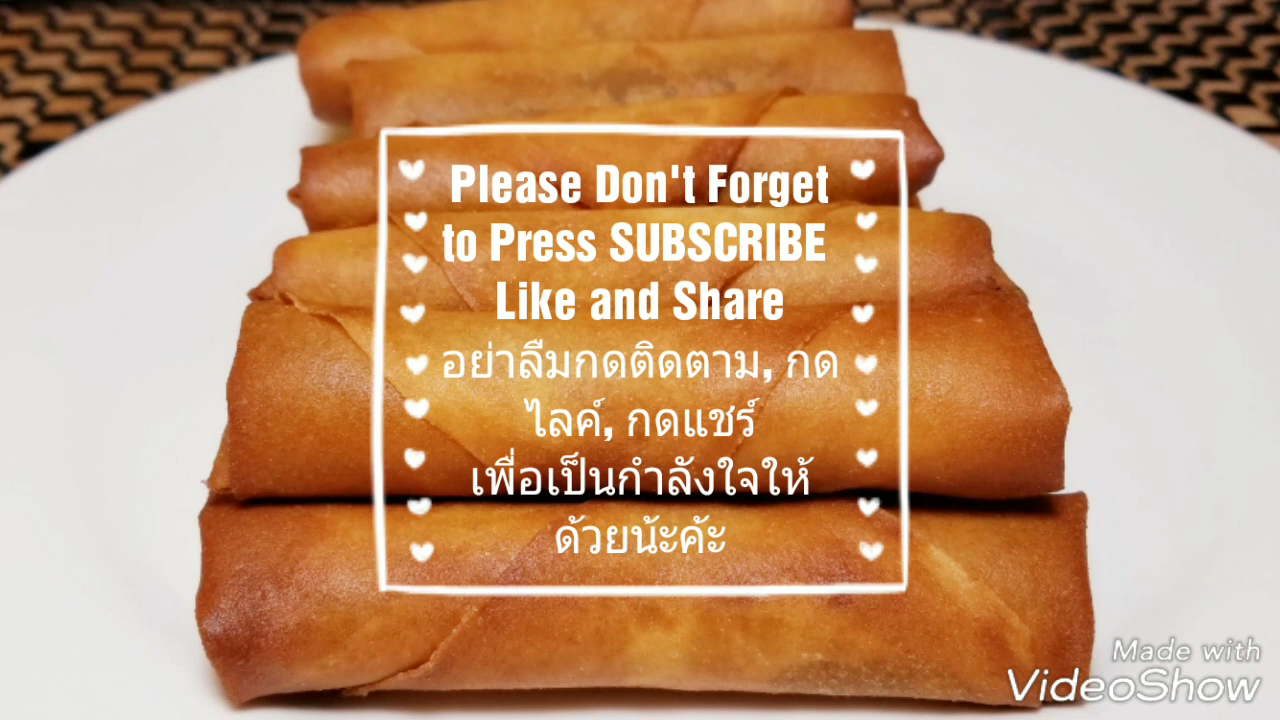 Please Don't Forget
to Press SUBSCRIBE
Like and Share
อย่าลืมกดติดตาม, กด
ไลค์, กดแชร์
เพื่อเป็นกำลังใจให้
ด้วยน้ะค้ะ
Made with
VideoShow